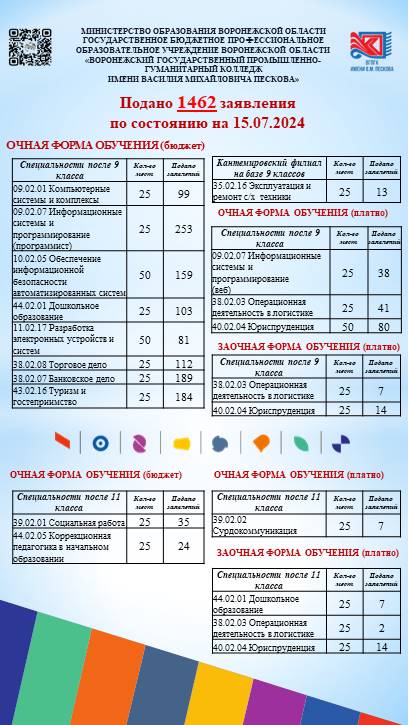 МИНИСТЕРСТВО ОБРАЗОВАНИЯ ВОРОНЕЖСКОЙ ОБЛАСТИ
ГОСУДАРСТВЕННОЕ БЮДЖЕТНОЕ ПРОФЕССИОНАЛЬНОЕ
ОБРАЗОВАТЕЛЬНОЕ УЧРЕЖДЕНИЕ ВОРОНЕЖСКОЙ ОБЛАСТИ
«ВОРОНЕЖСКИЙ ГОСУДАРСТВЕННЫЙ ПРОМЫШЛЕННО-
ГУМАНИТАРНЫЙ КОЛЛЕДЖ
ИМЕНИ ВАСИЛИЯ МИХАЙЛОВИЧА ПЕСКОВА»
ВГПГК
ИМЕНИ В.М. ПЕСКОВА
Подано 1462 заявления
по состоянию на 15.07.2024
ОЧНАЯ ФОРМА ОБУЧЕНИЯ (бюджет)
Специальности после 9 класса Кол-во мест Подано заявлений
09.02.01 Компьютерные
системы и комплексы 25 99
09.02.07 Информационные
системы и
программирование
(программист) 25 253
10.02.05 Обеспечение
информационной
безопасности
автоматизированных систем 50 159
44.02.01 Дошкольное
образование 25 103
11.02.17 Разработка
электронных устройств и
систем 50 81
38.02.08 Торговое дело 25 112
38.02.07 Банковское дело 25 189
43.02.16 Туризм и
гостеприимство 25 184
Кантемировский филиал
на базе 9 классов Кол-во мест Подано заявлений
35.02.16 Эксплуатация и
ремонт с/х техники 25 13
ОЧНАЯ ФОРМА ОБУЧЕНИЯ (платно)
Специальности после 9
класса Кол-во мест Подано заявлений
09.02.07 Информационные
системы и
программирование
(веб) 25 38
38.02.03 Операционная
деятельность в логистике 25 41
40.02.04 Юриспруденция 50 80
ЗАОЧНАЯ ФОРМА ОБУЧЕНИЯ (платно)
Специальности после 9
класса Кол-во мест Подано заявлений
38.02.03 Операционная
деятельность в логистике 25 7
40.02.04 Юриспруденция 25 14
ОЧНАЯ ФОРМА ОБУЧЕНИЯ (бюджет)
Специальности после 11
классов Кол-во мест Подано заявлений
39.02.01 Социальная работа 25 35
44.02.05 Коррекционная
педагогика в начальном
образовании 25 24
ОЧНАЯ ФОРМА ОБУЧЕНИЯ (платно)
Специальности после 11
классов Кол-во мест Подано заявлений
39.02.02
Сурдокоммуникация 25 7
ЗАОЧНАЯ ФОРМА ОБУЧЕНИЯ (платно)
Специальности после 11
классов Кол-во мест Подано заявлений
44.02.01 Дошкольное
образование 25 7
38.02.03 Операционная
деятельность в логистике 25 2
40.02.04 Юриспруденция 25 14